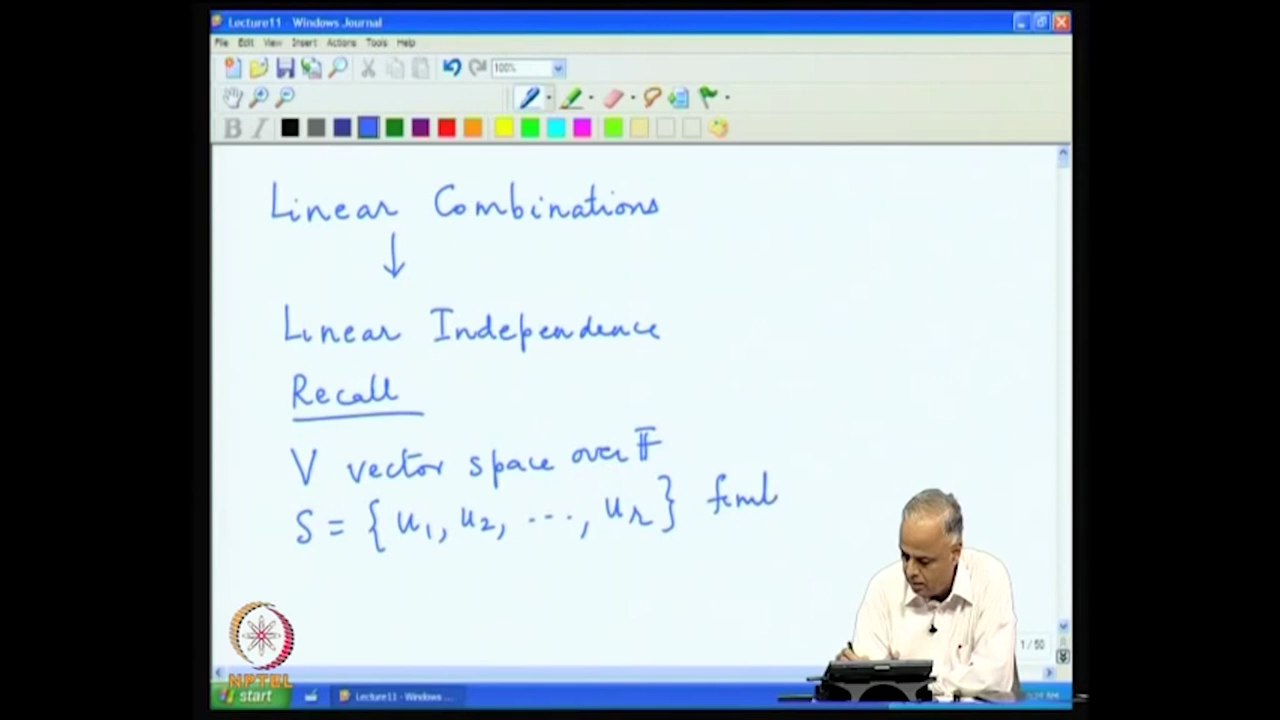 Lecture11 - Windows Journal
File Edit View Insert Actions Tools Help
100%
B I
Linear Combinations
↓
Linear Independence
Recall
V vector space over 𝔽
S = { u₁, u₂, ..., uᵣ }
1 / 50
NPTEL
start Lecture11 - Windows ...